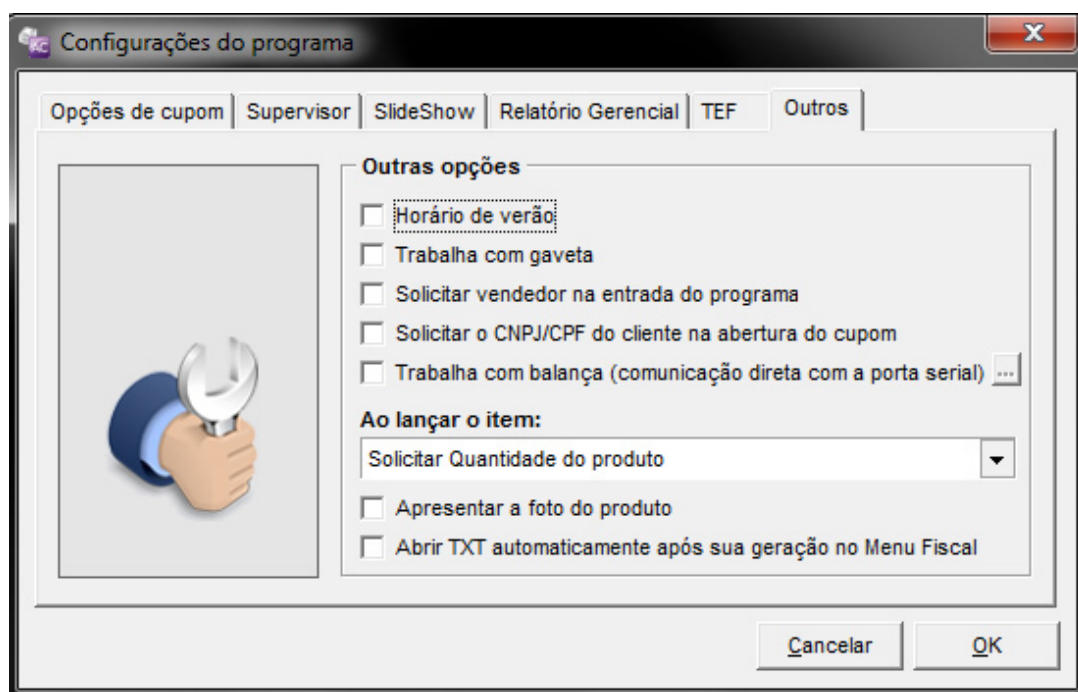 Configurações do programa
Opções de cupom Supervisor SlideShow Relatório Gerencial TEF Outros
Outras opções
Horário de verão
Trabalha com gaveta
Solicitar vendedor na entrada do programa
Solicitar o CNPJ/CPF do cliente na abertura do cupom
Trabalha com balança (comunicação direta com a porta serial) ...
Ao lançar o item:
Solicitar Quantidade do produto
Apresentar a foto do produto
Abrir TXT automaticamente após sua geração no Menu Fiscal
Cancelar OK